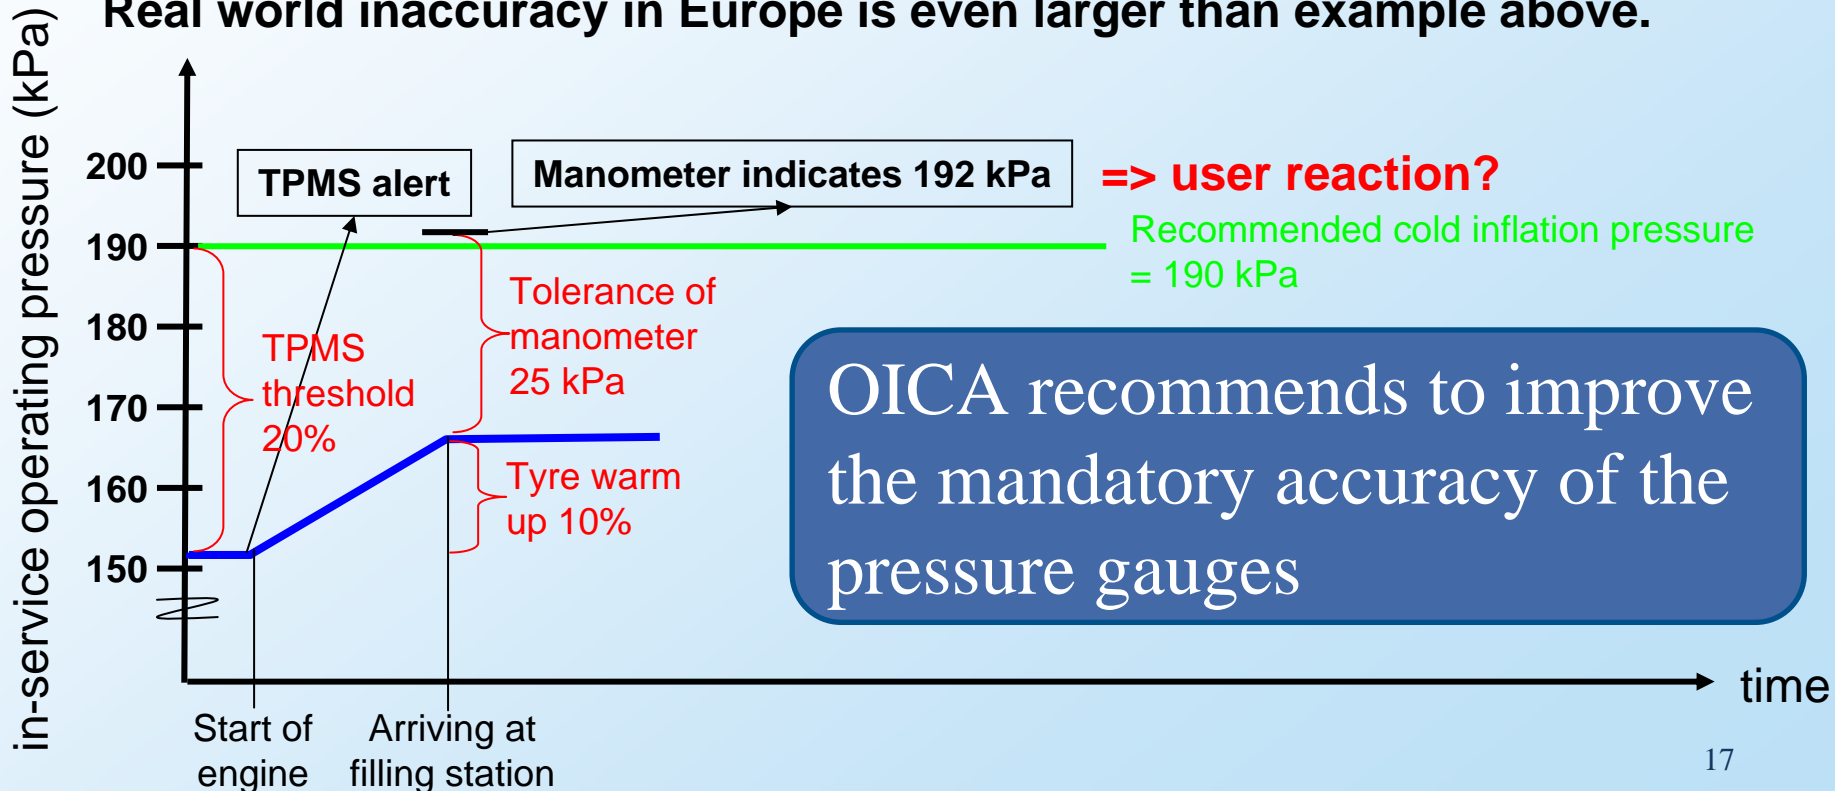 Real world inaccuracy in Europe is even larger than example above.
in-service operating pressure (kPa)
200
190
180
170
160
150
TPMS alert
Manometer indicates 192 kPa
=> user reaction?
Recommended cold inflation pressure
= 190 kPa
Tolerance of
manometer
25 kPa
TPMS
threshold
20%
Tyre warm
up 10%
OICA recommends to improve
the mandatory accuracy of the
pressure gauges
time
Start of
engine
Arriving at
filling station
17